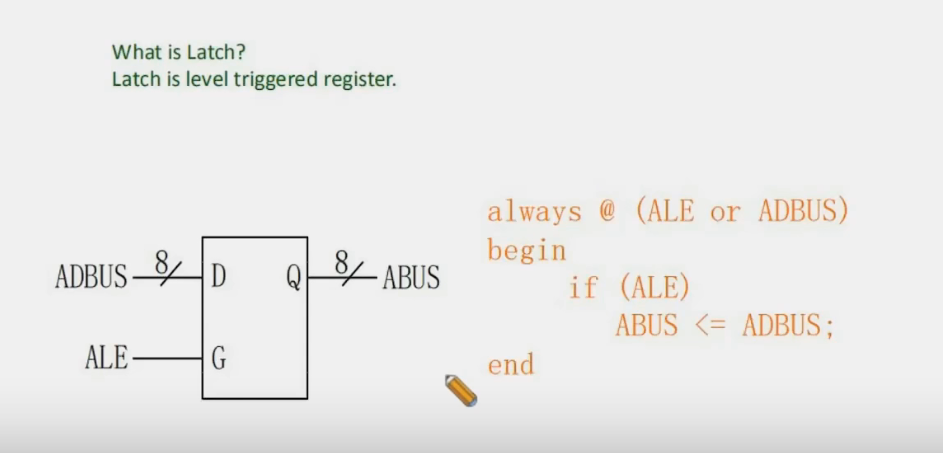 What is Latch?
Latch is level triggered register.
ADBUS 8 D Q 8 ABUS
ALE G
always @ (ALE or ADBUS)
begin
if (ALE)
ABUS <= ADBUS;
end